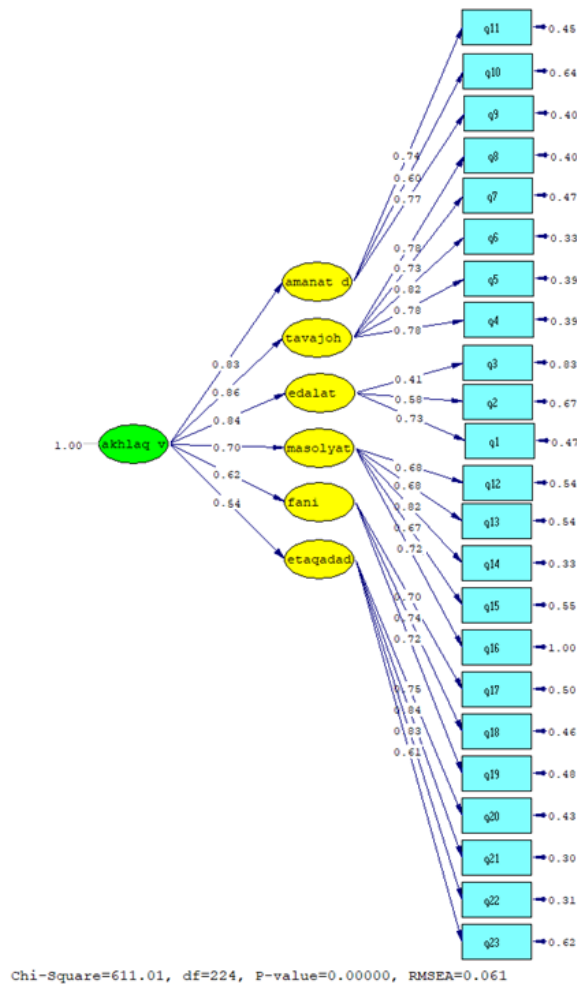 q11 0.45
q10 0.64
q9 0.40
q8 0.40
q7 0.47
q6 0.33
q5 0.39
q4 0.39
q3 0.83
q2 0.67
q1 0.47
q12 0.54
q13 0.54
q14 0.33
q15 0.55
q16 1.00
q17 0.50
q18 0.46
q19 0.48
q20 0.43
q21 0.30
q22 0.31
q23 0.62
0.74
0.60
0.77
0.78
0.73
0.82
0.78
0.78
0.41
0.58
0.73
0.68
0.68
0.82
0.67
0.72
0.70
0.74
0.72
0.75
0.84
0.83
0.61
amanat d
tavajoh
edalat
masolyat
fani
etaqadad
0.83
0.86
0.84
0.70
0.62
0.54
1.00 akhlaq v
Chi-Square=611.01, df=224, P-value=0.00000, RMSEA=0.061